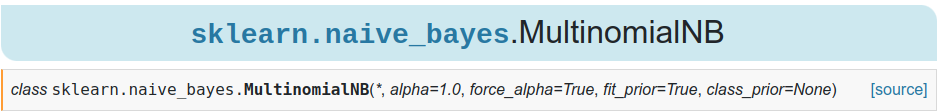 sklearn.naive_bayes.MultinomialNB
class sklearn.naive_bayes.MultinomialNB(*, alpha=1.0, force_alpha=True, fit_prior=True, class_prior=None) [source]